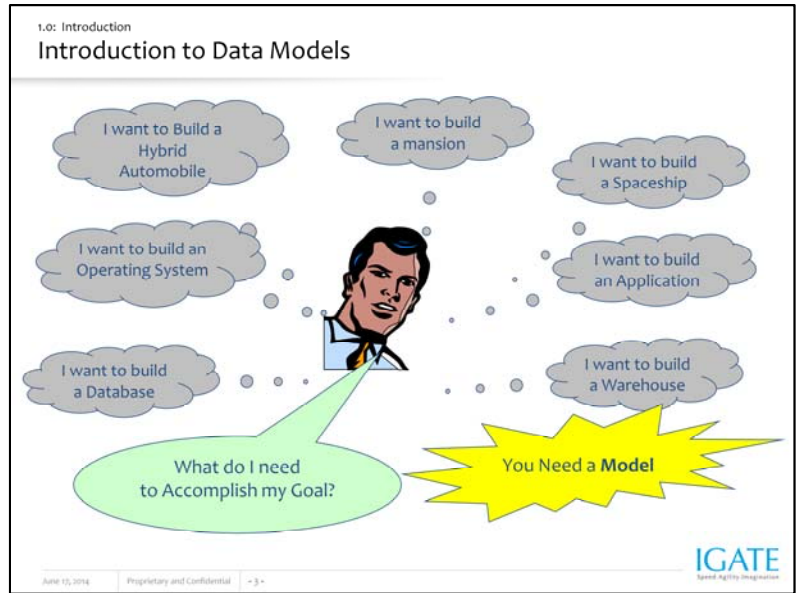 1.0: Introduction
Introduction to Data Models
I want to Build a
Hybrid
Automobile
I want to build
a mansion
I want to build
a Spaceship
I want to build an
Operating System
I want to build
an Application
I want to build
a Database
I want to build
a Warehouse
What do I need
to Accomplish my Goal?
You Need a Model
June 17, 2014
Proprietary and Confidential
- 3 -
IGATE
Speed Agility Imagination